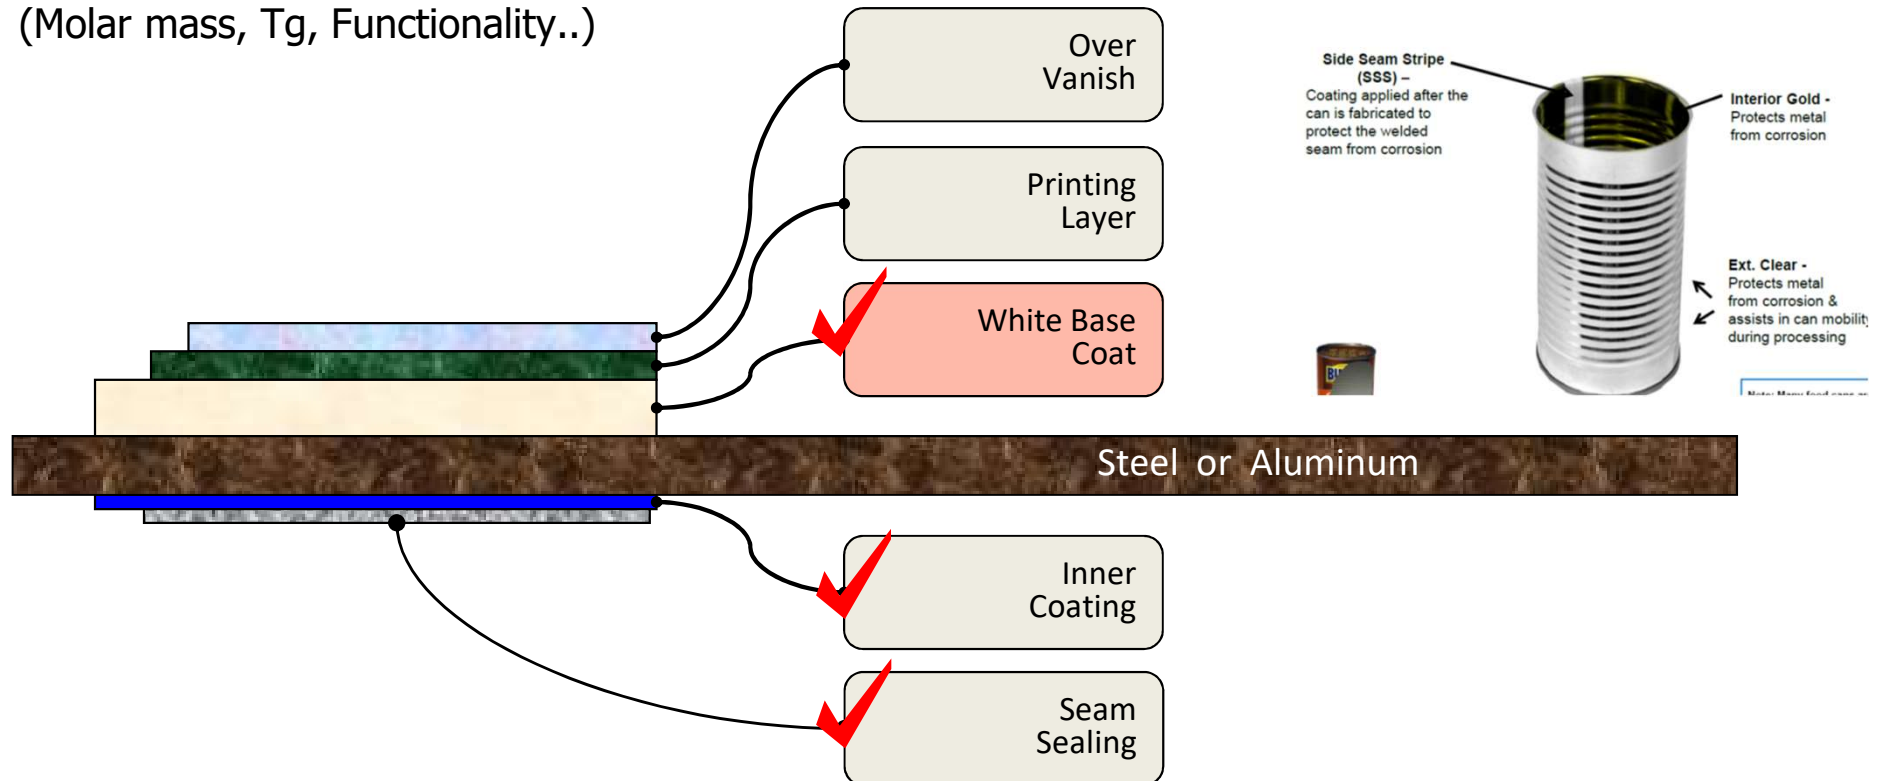 (Molar mass, Tg, Functionality..)
Over
Vanish
Printing
Layer
White Base
Coat
Steel or Aluminum
Inner
Coating
Seam
Sealing
Side Seam Stripe
(SSS) –
Coating applied after the
can is fabricated to
protect the welded
seam from corrosion
Interior Gold -
Protects metal
from corrosion
Ext. Clear -
Protects metal
from corrosion &
assists in can mobility
during processing